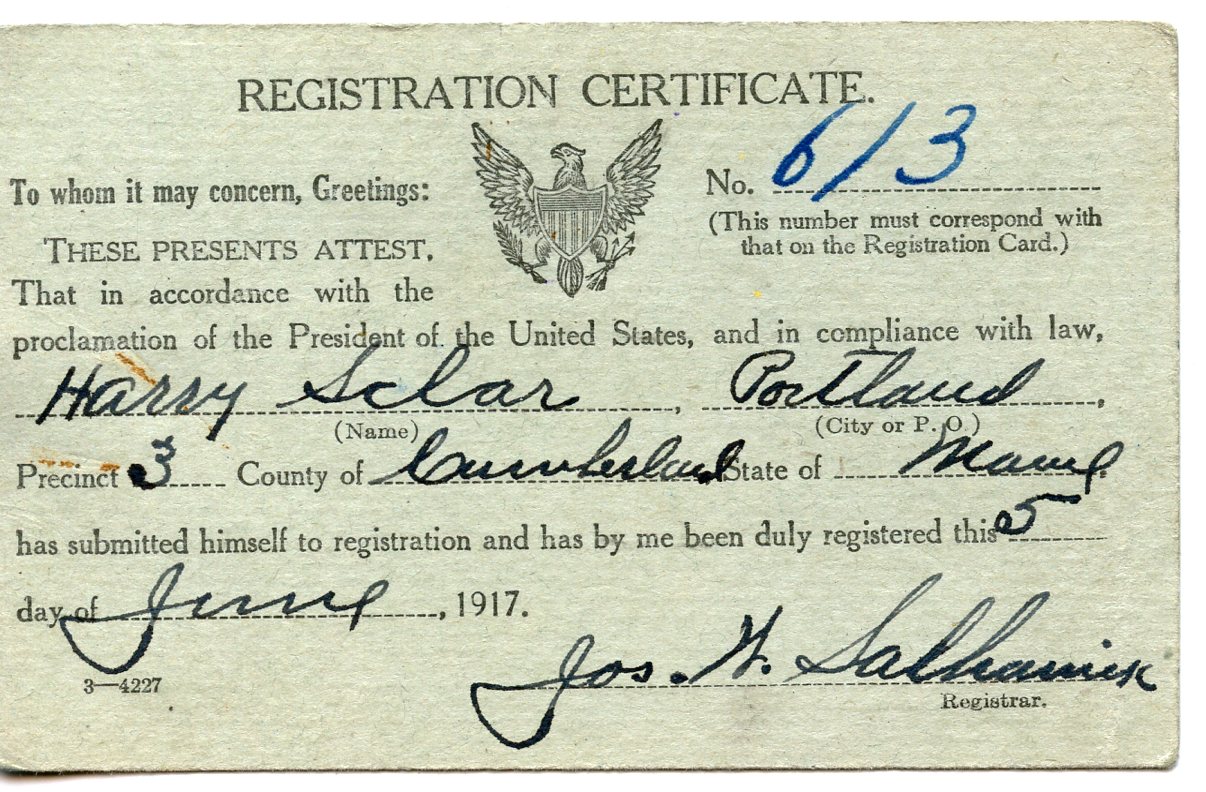 REGISTRATION CERTIFICATE.
No. 613
To whom it may concern, Greetings:
(This number must correspond with
that on the Registration Card.)
THESE PRESENTS ATTEST,
That in accordance with the
proclamation of the President of the United States, and in compliance with law,
Harry Sclar, Portland,
(Name) (City or P. O.)
Precinct 3 County of Cumberland State of Maine,
has submitted himself to registration and has by me been duly registered this 5
day of June, 1917.
Jos. W.
3—4227
Registrar.